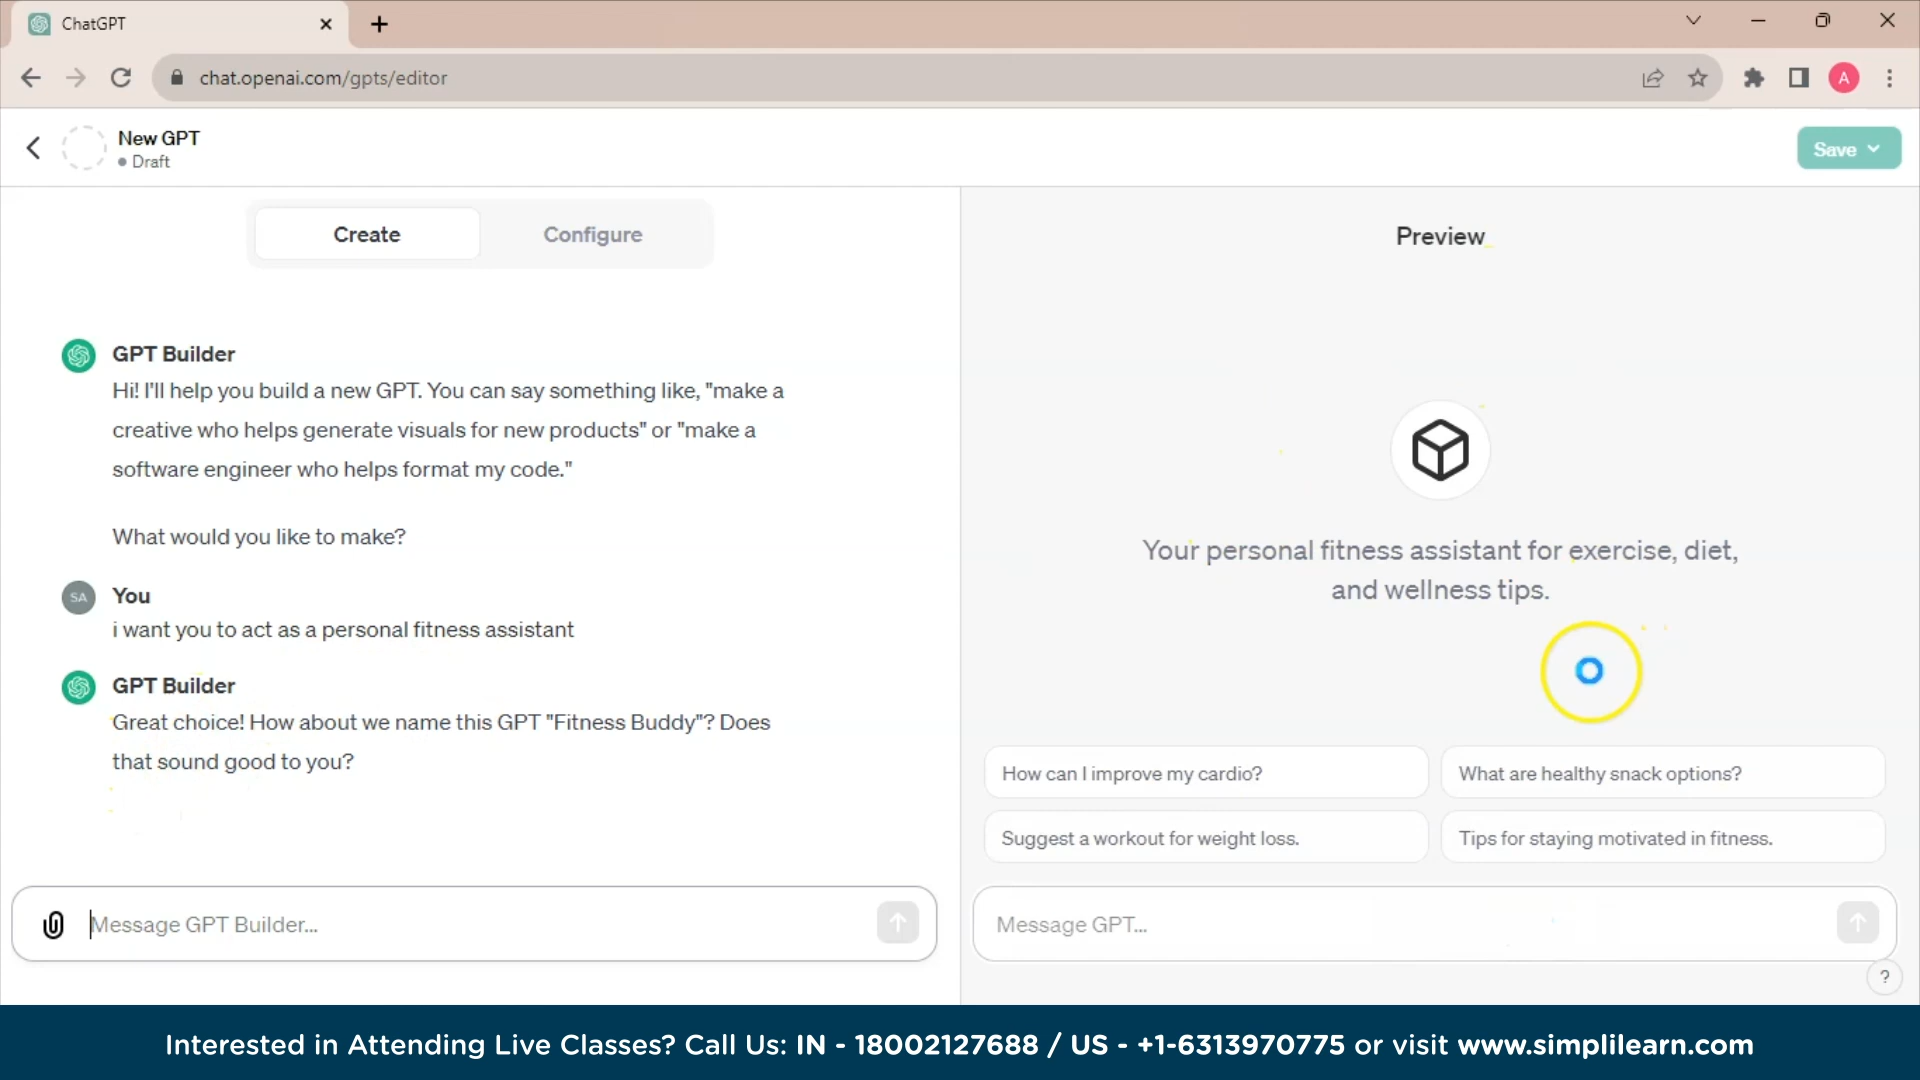 ChatGPT
chat.openai.com/gpts/editor
A
New GPT
Draft
Save
Create
Configure
Preview
GPT Builder
Hi! I'll help you build a new GPT. You can say something like, "make a
creative who helps generate visuals for new products" or "make a
software engineer who helps format my code."
What would you like to make?
SA
You
i want you to act as a personal fitness assistant
GPT Builder
Great choice! How about we name this GPT "Fitness Buddy"? Does
that sound good to you?
Message GPT Builder...
Your personal fitness assistant for exercise, diet,
and wellness tips.
How can I improve my cardio?
What are healthy snack options?
Suggest a workout for weight loss.
Tips for staying motivated in fitness.
Message GPT...
?
Interested in Attending Live Classes? Call Us: IN - 18002127688 / US - +1-6313970775 or visit www.simplilearn.com